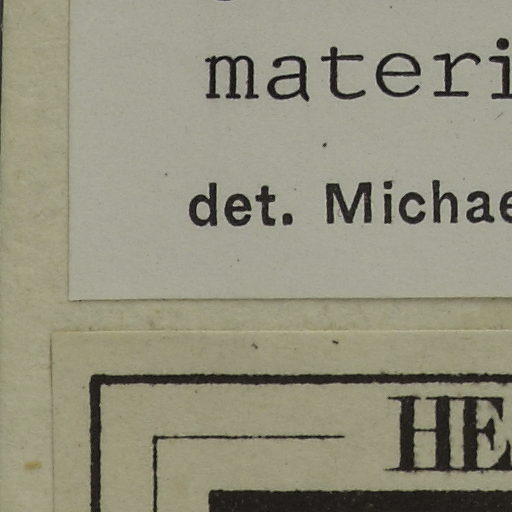 materi
det. Michae
HE